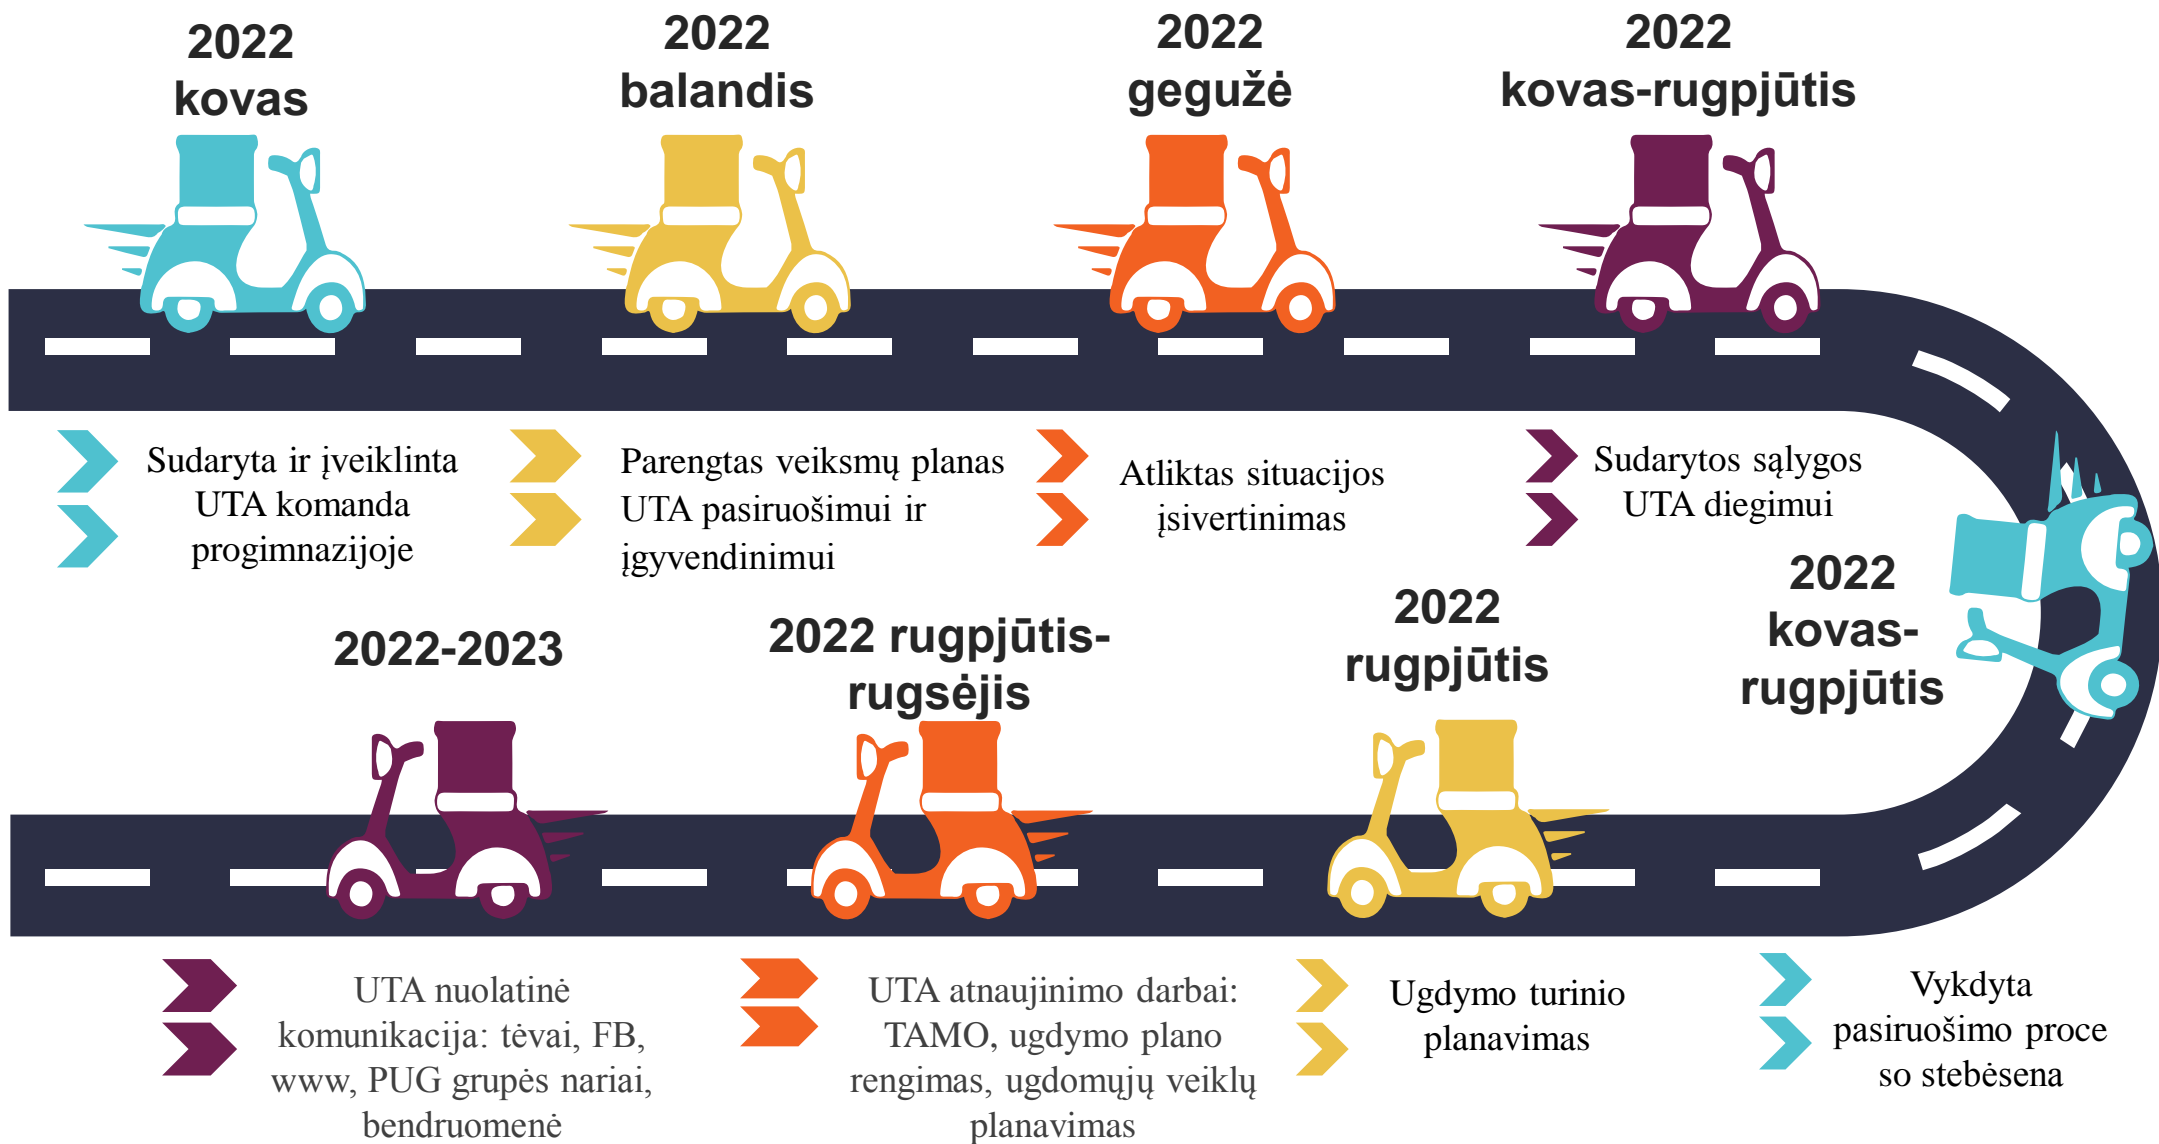 2022
kovas
2022
balandis
2022
gegužė
2022
kovas-rugpjūtis
Sudaryta ir įveiklinta
UTA komanda
progimnazijoje
Parengtas veiksmų planas
UTA pasiruošimui ir
įgyvendinimui
Atliktas situacijos
įsivertinimas
Sudarytos sąlygos
UTA diegimui
2022
kovas-
rugpjūtis
2022
rugpjūtis
2022 rugpjūtis-
rugsėjis
2022-2023
UTA nuolatinė
komunikacija: tėvai, FB,
www, PUG grupės nariai,
bendruomenė
UTA atnaujinimo darbai:
TAMO, ugdymo plano
rengimas, ugdomųjų veiklų
planavimas
Ugdymo turinio
planavimas
Vykdyta
pasiruošimo proce
so stebėsena